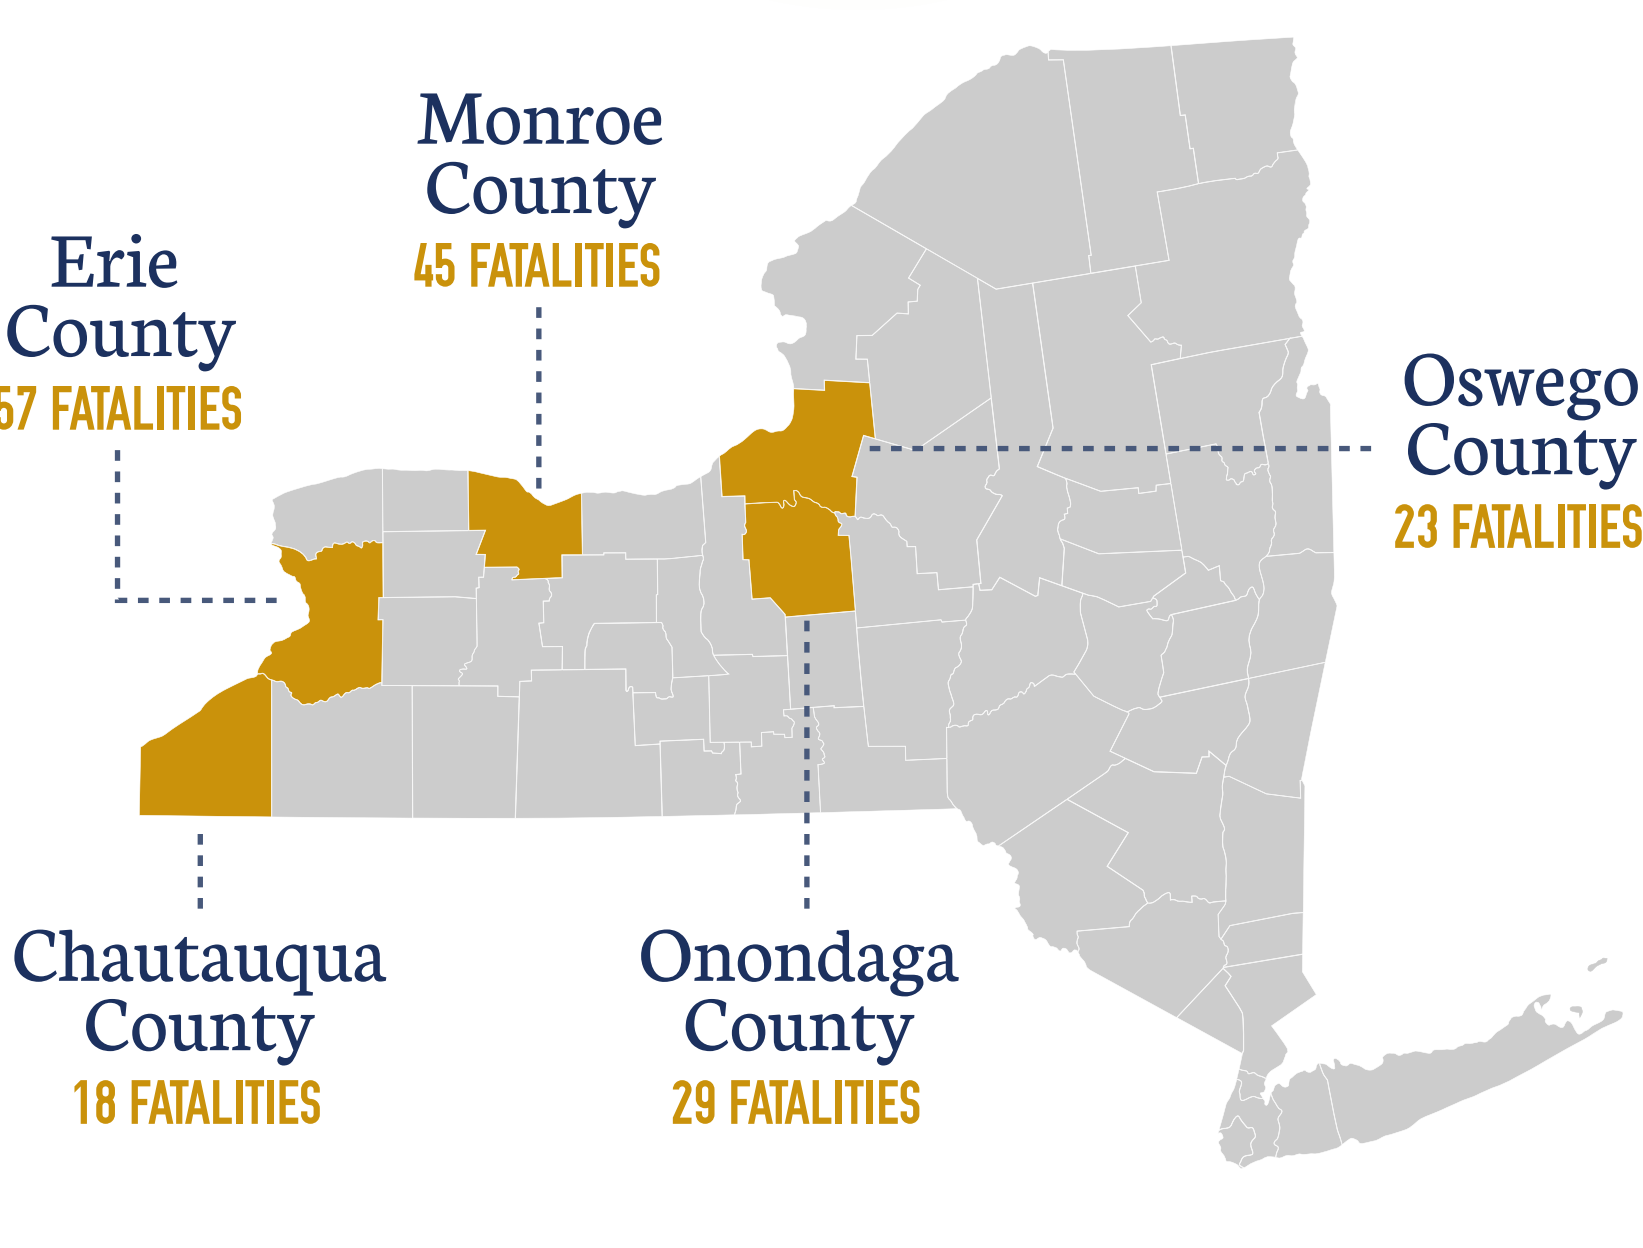 Monroe
County
45 FATALITIES
Erie
County
FATALITIES
Oswego
County
23 FATALITIES
Chautauqua
County
18 FATALITIES
Onondaga
County
29 FATALITIES